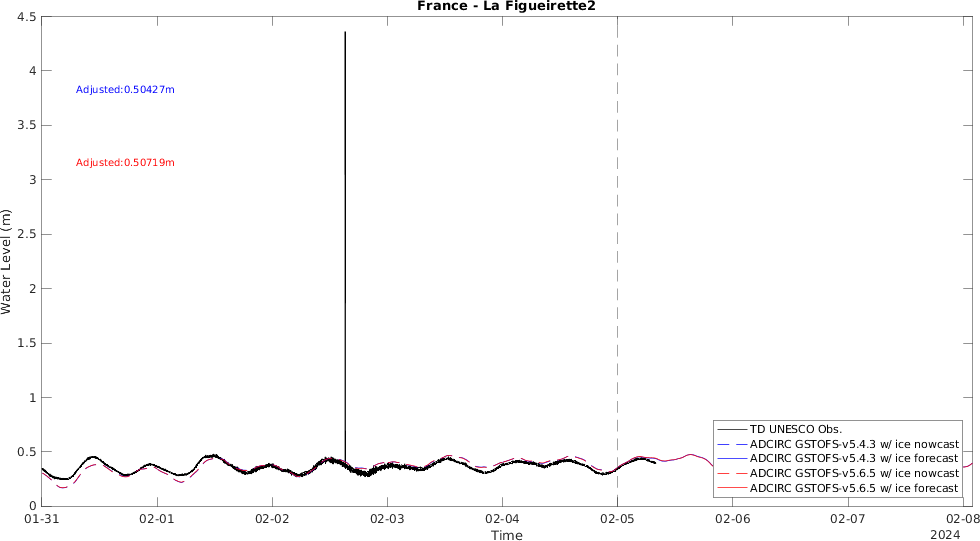 France - La Figueirette2
4.5
4
3.5
3
2.5
2
1.5
1
0.5
0
Water Level (m)
Adjusted:0.50427m
Adjusted:0.50719m
TD UNESCO Obs.
ADCIRC GSTOFS-v5.4.3 w/ ice nowcast
ADCIRC GSTOFS-v5.4.3 w/ ice forecast
ADCIRC GSTOFS-v5.6.5 w/ ice nowcast
ADCIRC GSTOFS-v5.6.5 w/ ice forecast
01-31 02-01 02-02 02-03 02-04 02-05 02-06 02-07 02-08
Time
2024